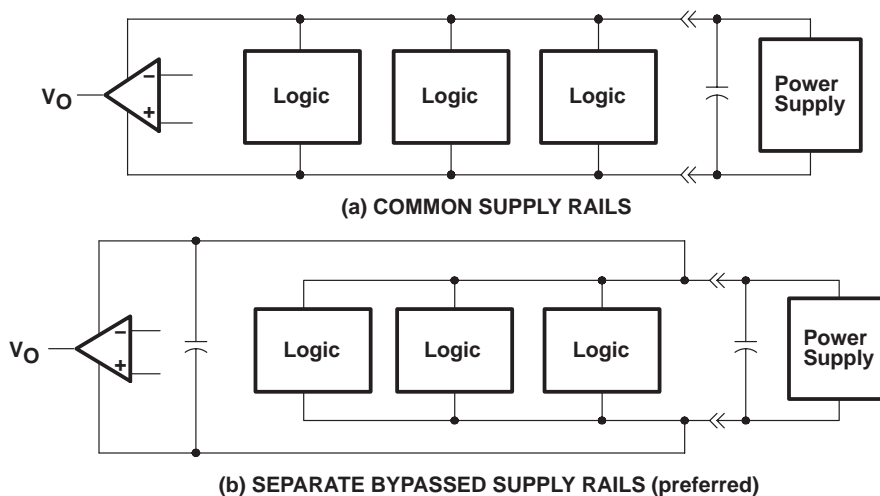 − 
VO
+
Logic
Logic
Logic
Power
Supply
(a) COMMON SUPPLY RAILS
−
VO
+
Logic
Logic
Logic
Power
Supply
(b) SEPARATE BYPASSED SUPPLY RAILS (preferred)